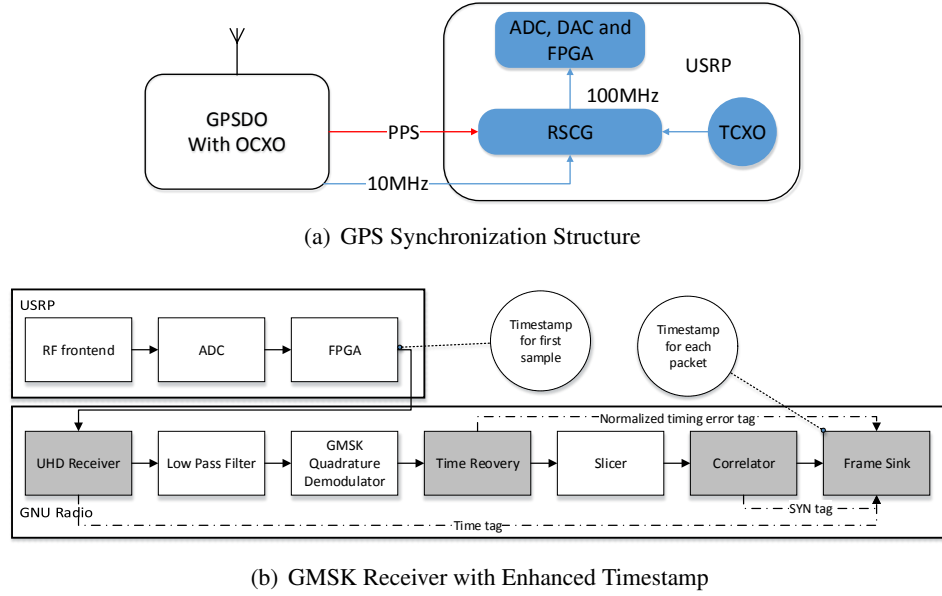 ADC, DAC and
FPGA
USRP
100MHz
GPSDO
With OCXO
PPS
RSCG
TCXO
10MHz
(a) GPS Synchronization Structure
USRP
RF frontend
ADC
FPGA
Timestamp
for first
sample
Timestamp
for each
packet
Normalized timing error tag
UHD Receiver
Low Pass Filter
GMSK
Quadrature
Demodulator
Time Reovery
Slicer
Correlator
Frame Sink
GNU Radio
SYN tag
Time tag
(b) GMSK Receiver with Enhanced Timestamp